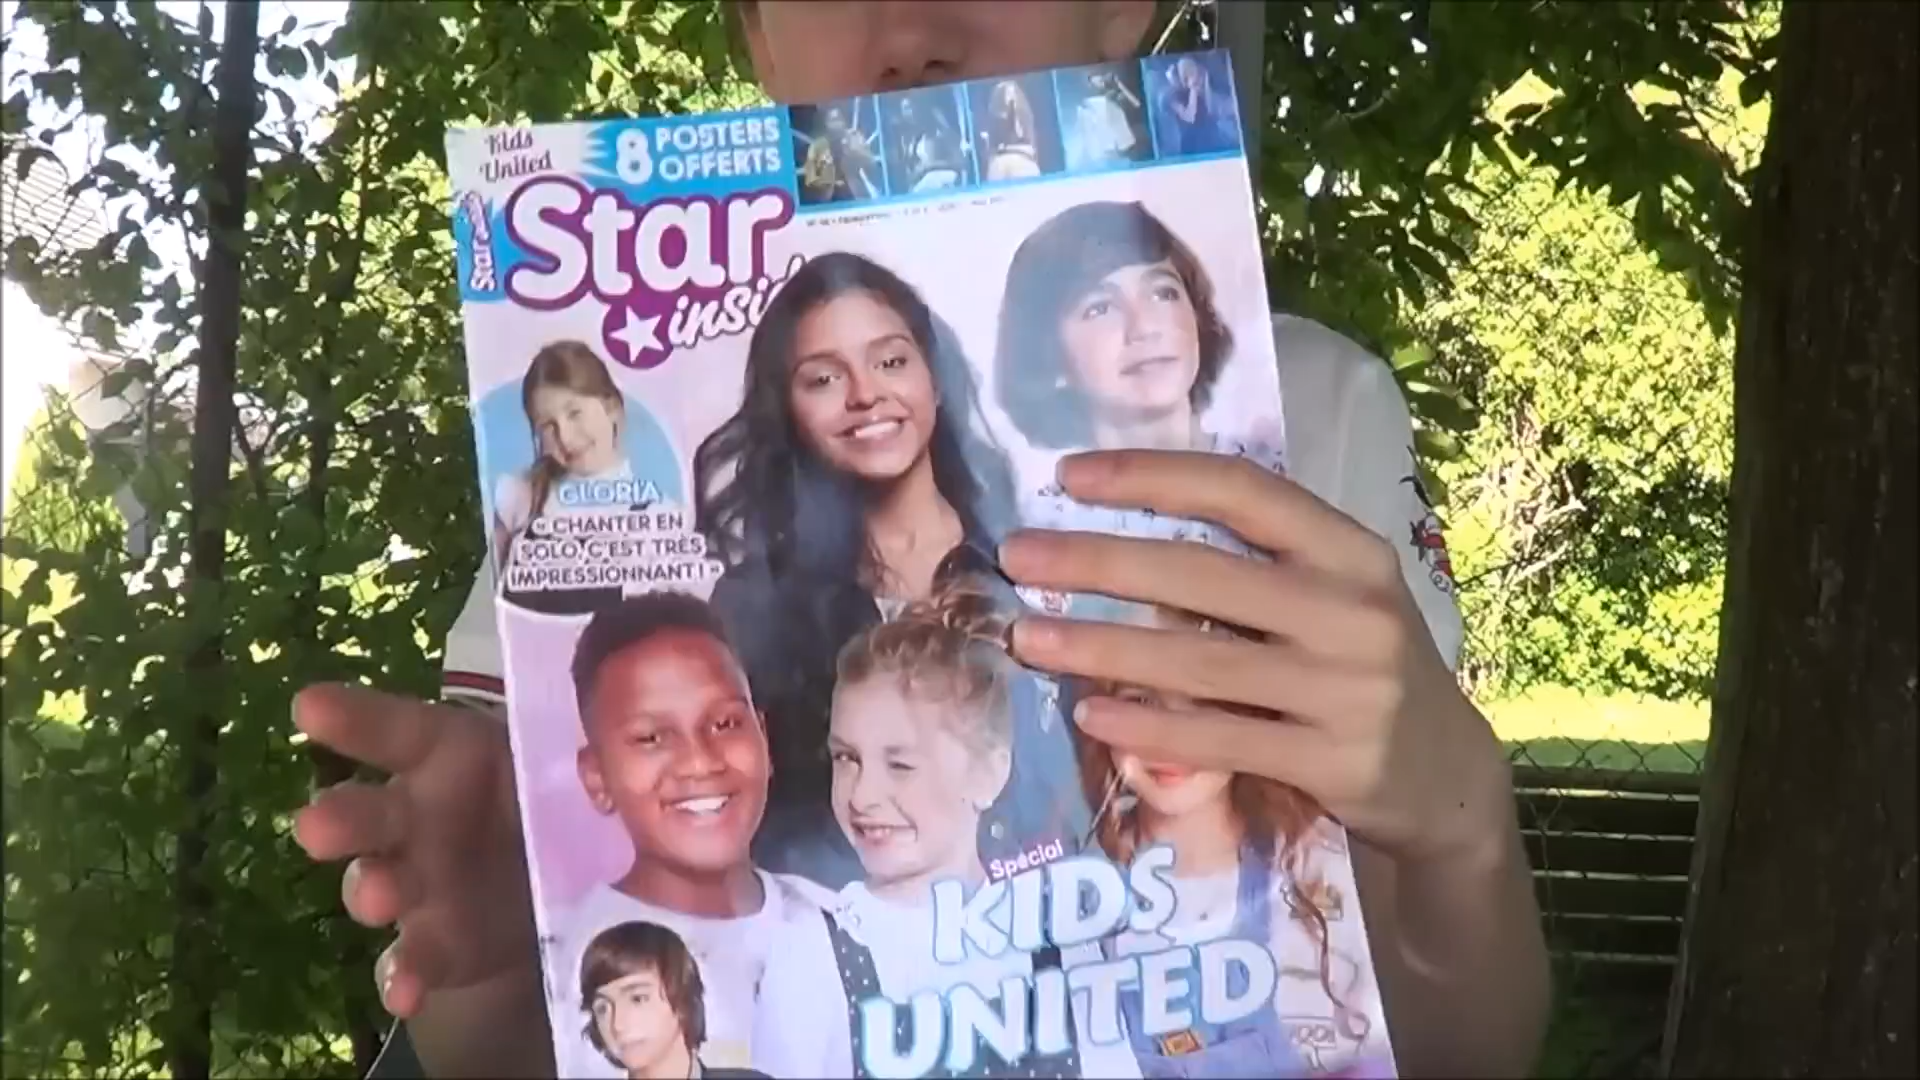 Kids
United
8 POSTERS
OFFERTS
Star
GLORIA
« CHANTER EN
SOLO, C'EST TRÈS
IMPRESSIONNANT ! »
Spécial
KIDS
UNITED